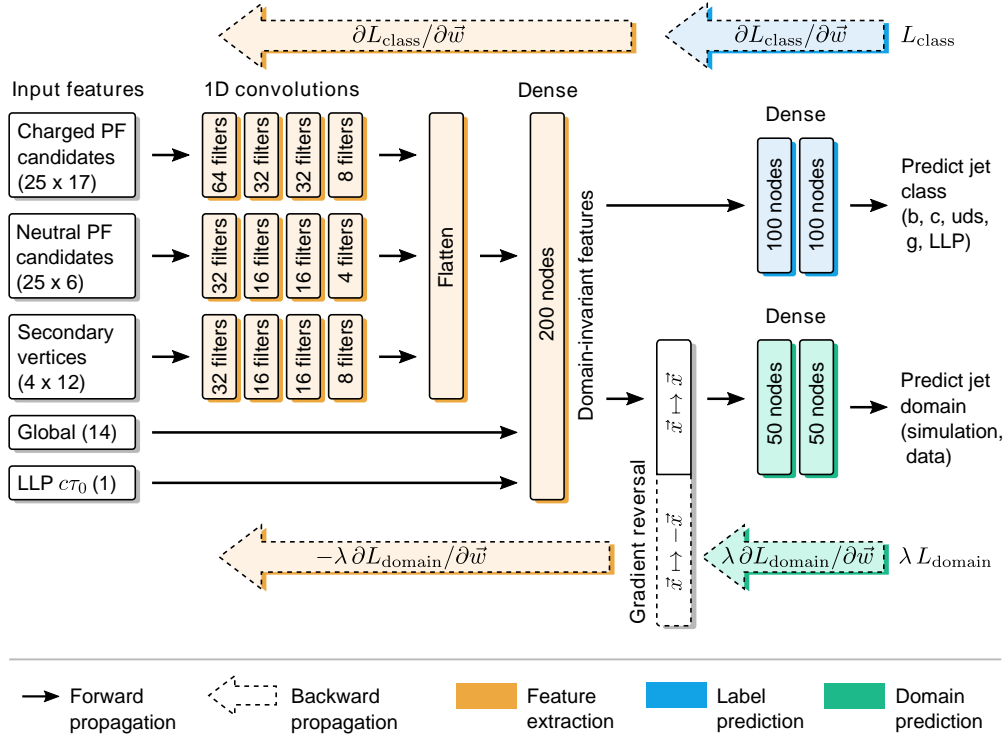 ∂L_class/∂w⃗
∂L_class/∂w⃗
L_class
Input features
1D convolutions
Dense
Charged PF
candidates
(25 x 17)
64 filters
32 filters
32 filters
8 filters
Neutral PF
candidates
(25 x 6)
32 filters
16 filters
16 filters
4 filters
Secondary
vertices
(4 x 12)
32 filters
16 filters
16 filters
8 filters
Global (14)
LLP cτ₀ (1)
Flatten
200 nodes
Domain-invariant features
Dense
100 nodes
100 nodes
Predict jet
class
(b, c, uds,
g, LLP)
Gradient reversal
x⃗ ↦ x⃗
x⃗ ↦ −x⃗
Dense
50 nodes
50 nodes
Predict jet
domain
(simulation,
data)
−λ ∂L_domain/∂w⃗
λ ∂L_domain/∂w⃗
λ L_domain
Forward
propagation
Backward
propagation
Feature
extraction
Label
prediction
Domain
prediction